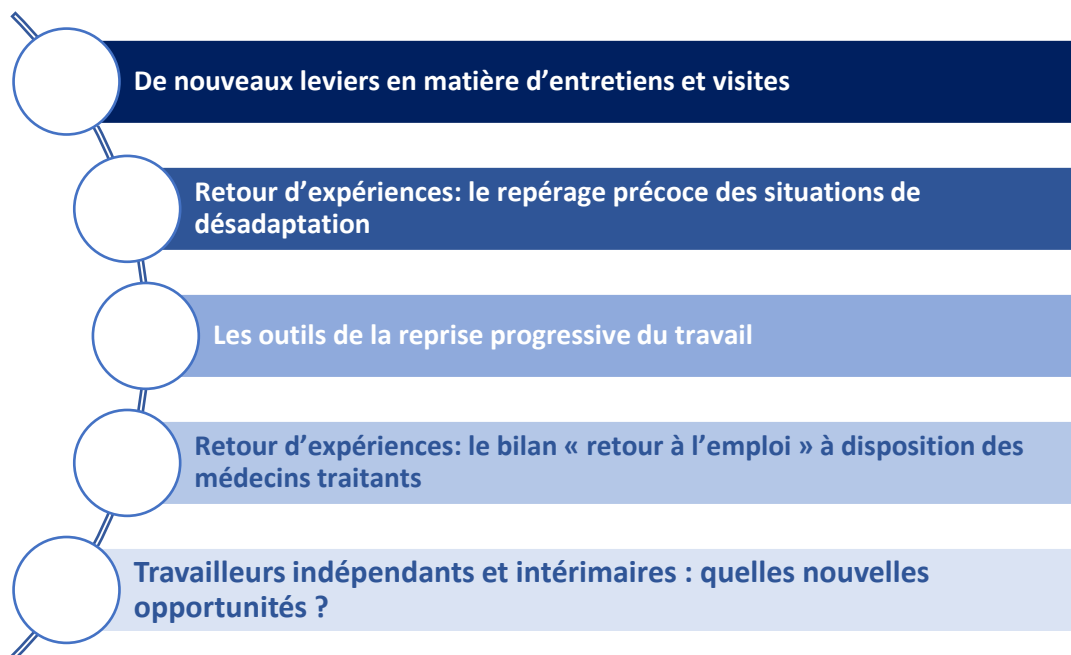 De nouveaux leviers en matière d’entretiens et visites
Retour d’expériences: le repérage précoce des situations de
désadaptation
Les outils de la reprise progressive du travail
Retour d’expériences: le bilan « retour à l’emploi » à disposition des
médecins traitants
Travailleurs indépendants et intérimaires : quelles nouvelles
opportunités ?